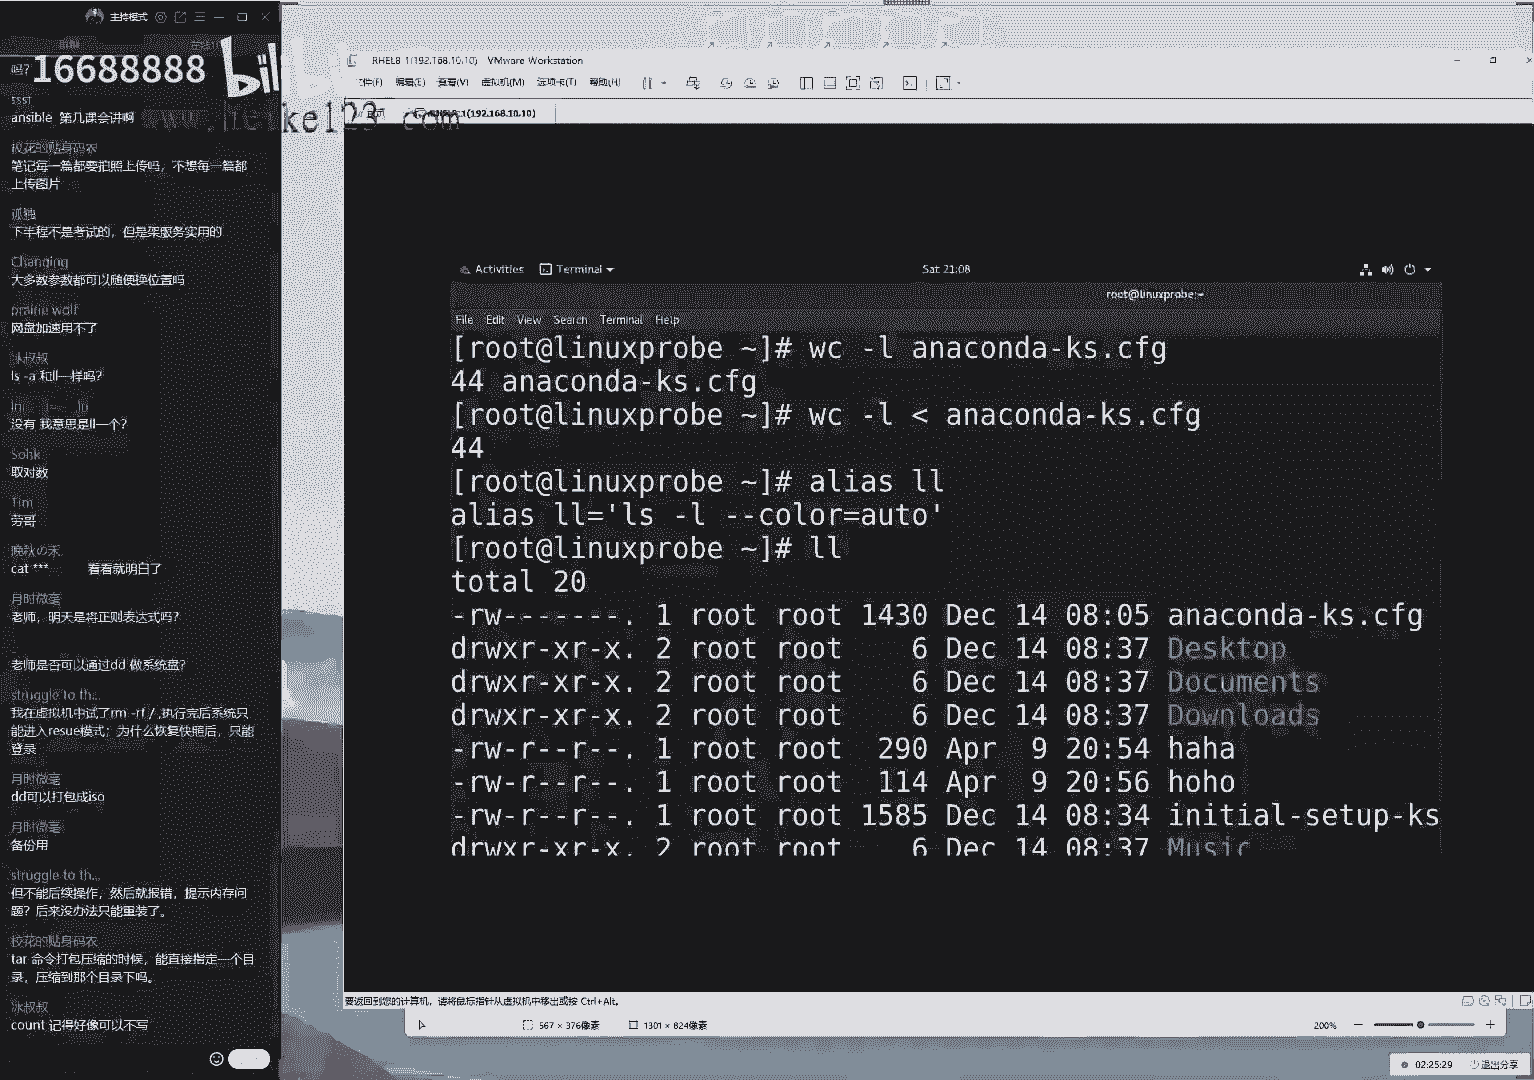 主持模式
吗?
16688888
bil
ssst
ansible 第几课会讲啊
校花的贴身码农
笔记每一篇都要拍照上传吗，不想每一篇都
上传图片
孤独
下半程不是考试的，但是架服务实用的
Changing
大多数参数都可以随便换位置吗
prairie wolf
网盘加速用不了
冰叔叔
ls -a 和ll一样吗?
没有 我意思是ll一个?
取对数
Tim
劳哥
cat *** 看看就明白了
月时微毫
老师，明天是将正则表达式吗?
老师是否可以通过dd 做系统盘?
struggle to th...
我在虚拟机中试了rm -rf / ,执行完后系统只
能进入resue模式；为什么恢复快照后，只能
登录
月时微毫
dd可以打包成iso
月时微毫
备份用
struggle to th...
但不能后续操作，然后就报错，提示内存问
题? 后来没办法只能重装了。
校花的贴身码农
tar 命令打包压缩的时候，能直接指定一个目
录，压缩到那个目录下吗。
冰叔叔
count 记得好像可以不写
RHEL8-1(192.168.10.10) - VMware Workstation
文件(F) 编辑(E) 查看(V) 虚拟机(M) 选项卡(T) 帮助(H)
1(192.168.10.10)
Activities Terminal
Sat 21:08
root@linuxprobe:~
File Edit View Search Terminal Help
[root@linuxprobe ~]# wc -l anaconda-ks.cfg
44 anaconda-ks.cfg
[root@linuxprobe ~]# wc -l < anaconda-ks.cfg
44
[root@linuxprobe ~]# alias ll
alias ll='ls -l --color=auto'
[root@linuxprobe ~]# ll
total 20
-rw-------. 1 root root 1430 Dec 14 08:05 anaconda-ks.cfg
drwxr-xr-x. 2 root root 6 Dec 14 08:37 Desktop
drwxr-xr-x. 2 root root 6 Dec 14 08:37 Documents
drwxr-xr-x. 2 root root 6 Dec 14 08:37 Downloads
-rw-r--r--. 1 root root 290 Apr 9 20:54 haha
-rw-r--r--. 1 root root 114 Apr 9 20:56 hoho
-rw-r--r--. 1 root root 1585 Dec 14 08:34 initial-setup-ks
drwxr-xr-x. 2 root root 6 Dec 14 08:37 Music
要返回到您的计算机，请将鼠标指针从虚拟机中移出或按 Ctrl+Alt。
567 × 376像素 1301 × 824像素 200%
02:25:29 退出分享